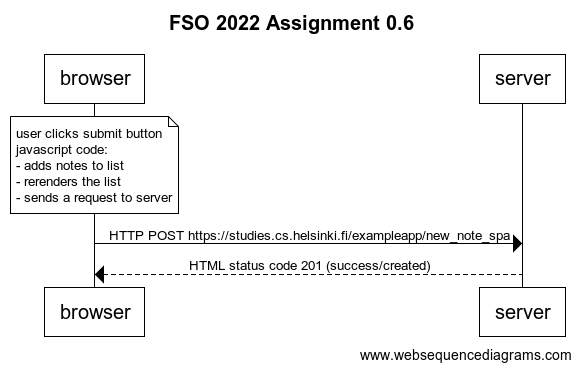 FSO 2022 Assignment 0.6
browser
server
user clicks submit button
javascript code:
- adds notes to list
- rerenders the list
- sends a request to server
HTTP POST https://studies.cs.helsinki.fi/exampleapp/new_note_spa
HTML status code 201 (success/created)
browser
server
www.websequencediagrams.com